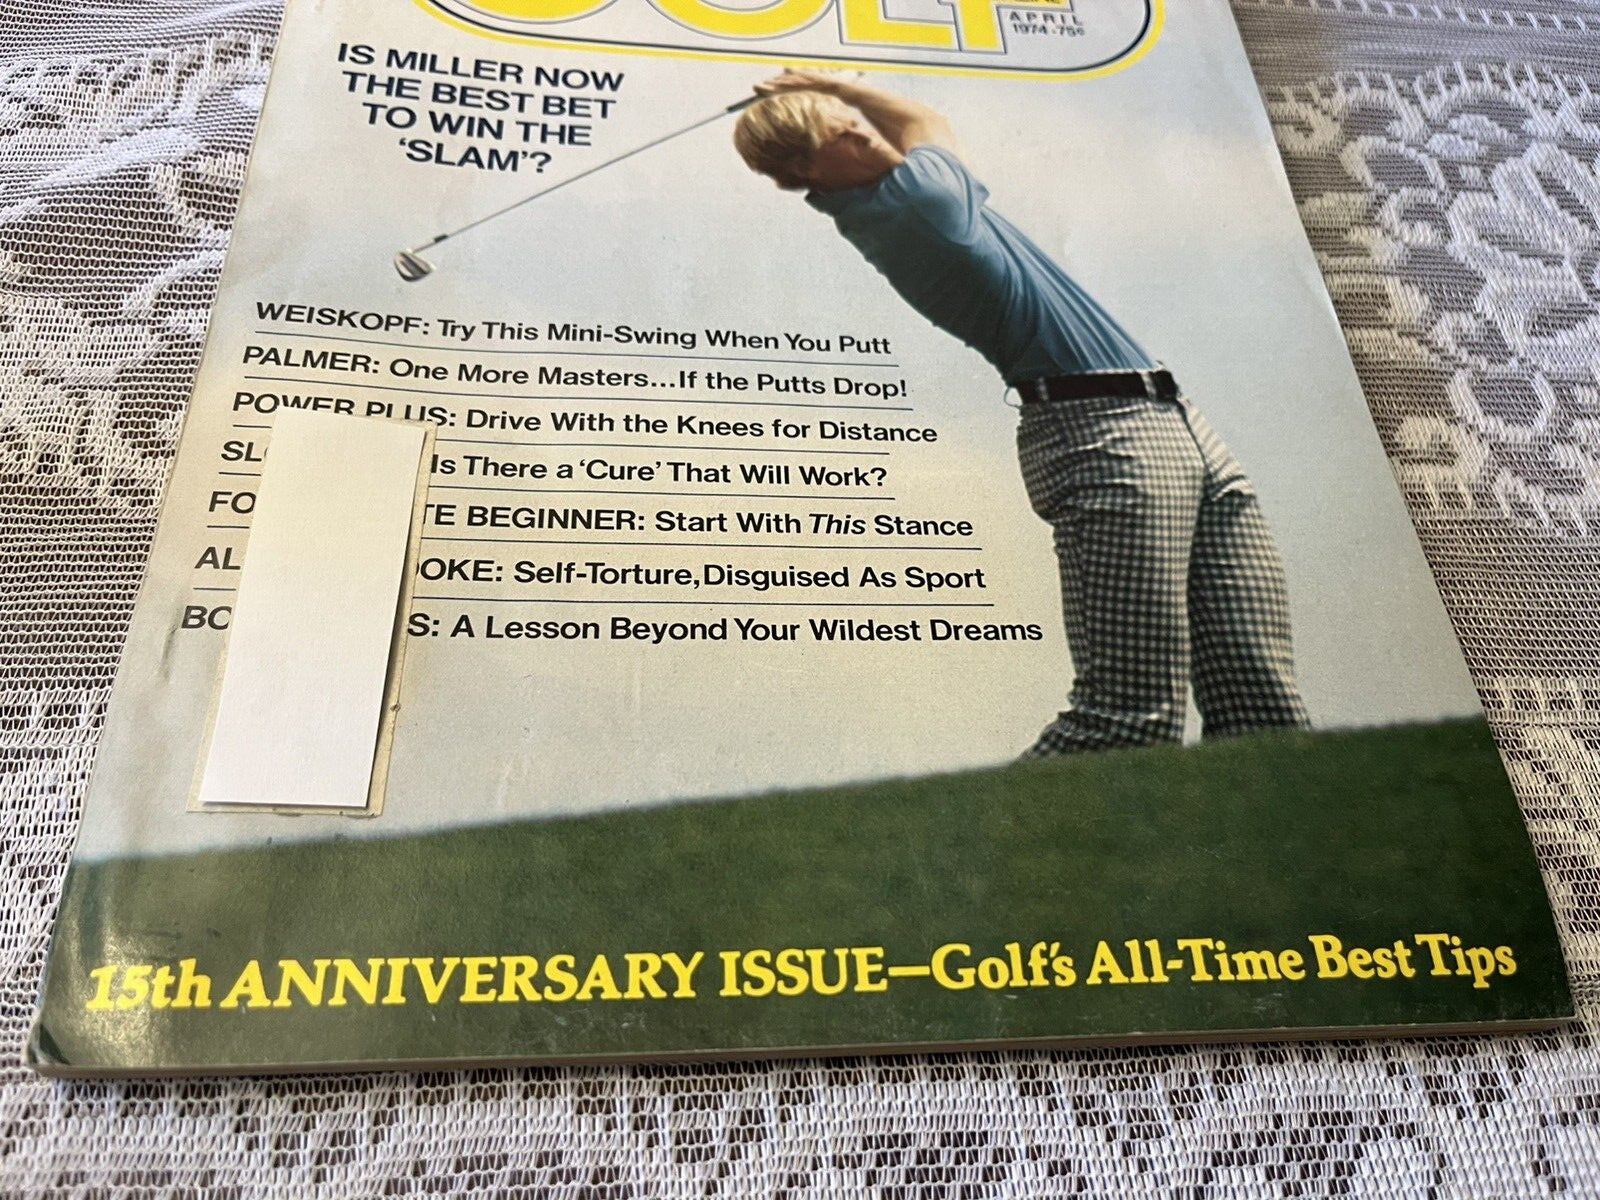 GOLF
APRIL
1974·75¢
IS MILLER NOW
THE BEST BET
TO WIN THE
'SLAM'?
WEISKOPF: Try This Mini-Swing When You Putt
PALMER: One More Masters...If the Putts Drop!
POWER PLUS: Drive With the Knees for Distance
Is There a 'Cure' That Will Work?
BEGINNER: Start With This Stance
Self-Torture, Disguised As Sport
A Lesson Beyond Your Wildest Dreams
15th ANNIVERSARY ISSUE—Golf's All-Time Best Tips